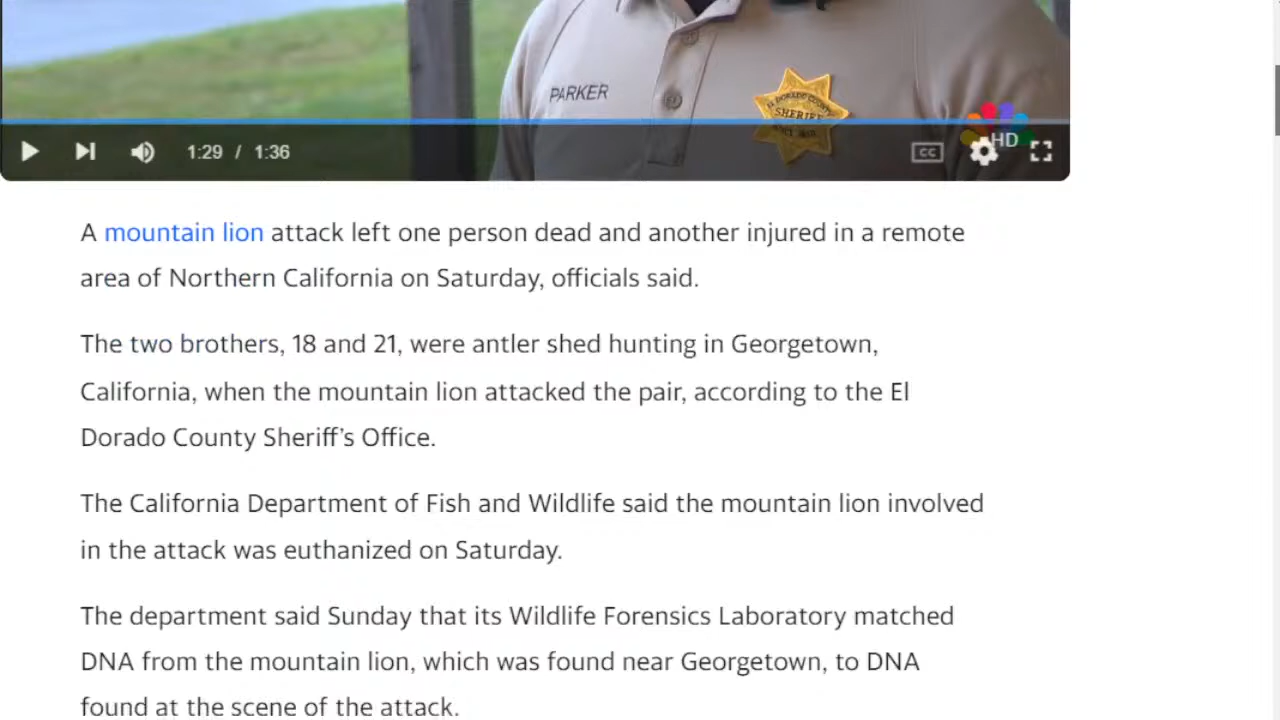 PARKER
EL DORADO COUNTY
SHERIFF
1:29 / 1:36
CC
HD
A mountain lion attack left one person dead and another injured in a remote
area of Northern California on Saturday, officials said.
The two brothers, 18 and 21, were antler shed hunting in Georgetown,
California, when the mountain lion attacked the pair, according to the El
Dorado County Sheriff’s Office.
The California Department of Fish and Wildlife said the mountain lion involved
in the attack was euthanized on Saturday.
The department said Sunday that its Wildlife Forensics Laboratory matched
DNA from the mountain lion, which was found near Georgetown, to DNA
found at the scene of the attack.